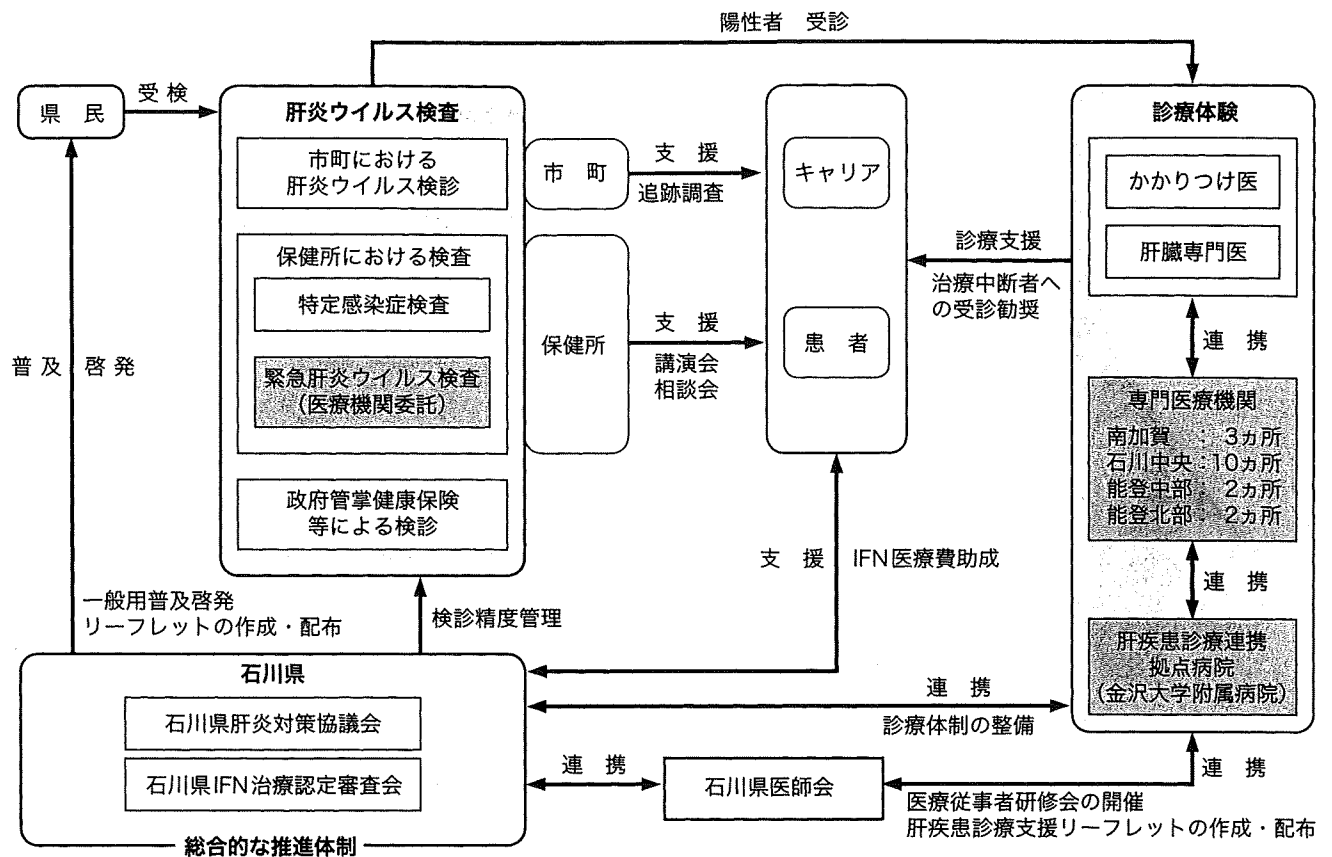 陽性者　受診
県　民
受 検
肝炎ウイルス検査
市町における
肝炎ウイルス検診
保健所における検査
特定感染症検査
緊急肝炎ウイルス検査
（医療機関委託）
政府管掌健康保険
等による検診
市　町
支　援
追跡調査
保健所
支　援
講演会
相談会
キャリア
患　者
診療支援
治療中断者へ
の受診勧奨
診療体験
かかりつけ医
肝臓専門医
連　携
専門医療機関
南加賀　：　3ヵ所
石川中央：10ヵ所
能登中部：　2ヵ所
能登北部：　2ヵ所
連　携
肝疾患診療連携
拠点病院
（金沢大学附属病院）
普 及　啓 発
一般用普及啓発
リーフレットの作成・配布
検診精度管理
支　援　IFN医療費助成
石川県
石川県肝炎対策協議会
石川県IFN治療認定審査会
総合的な推進体制
連　携
診療体制の整備
連　携
石川県医師会
連　携
医療従事者研修会の開催
肝疾患診療支援リーフレットの作成・配布